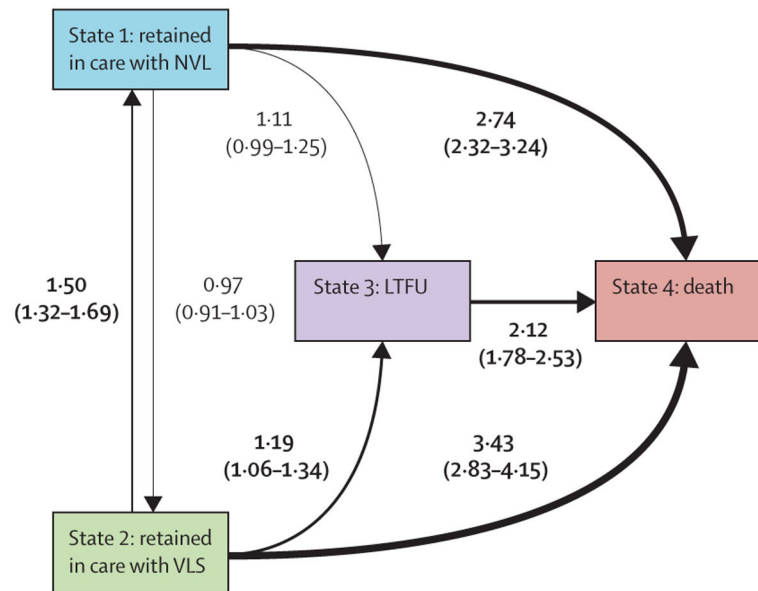 State 1: retained
in care with NVL
1·11
(0·99–1·25)
2·74
(2·32–3·24)
1·50
(1·32–1·69)
0·97
(0·91–1·03)
State 3: LTFU
State 4: death
2·12
(1·78–2·53)
1·19
(1·06–1·34)
3·43
(2·83–4·15)
State 2: retained
in care with VLS